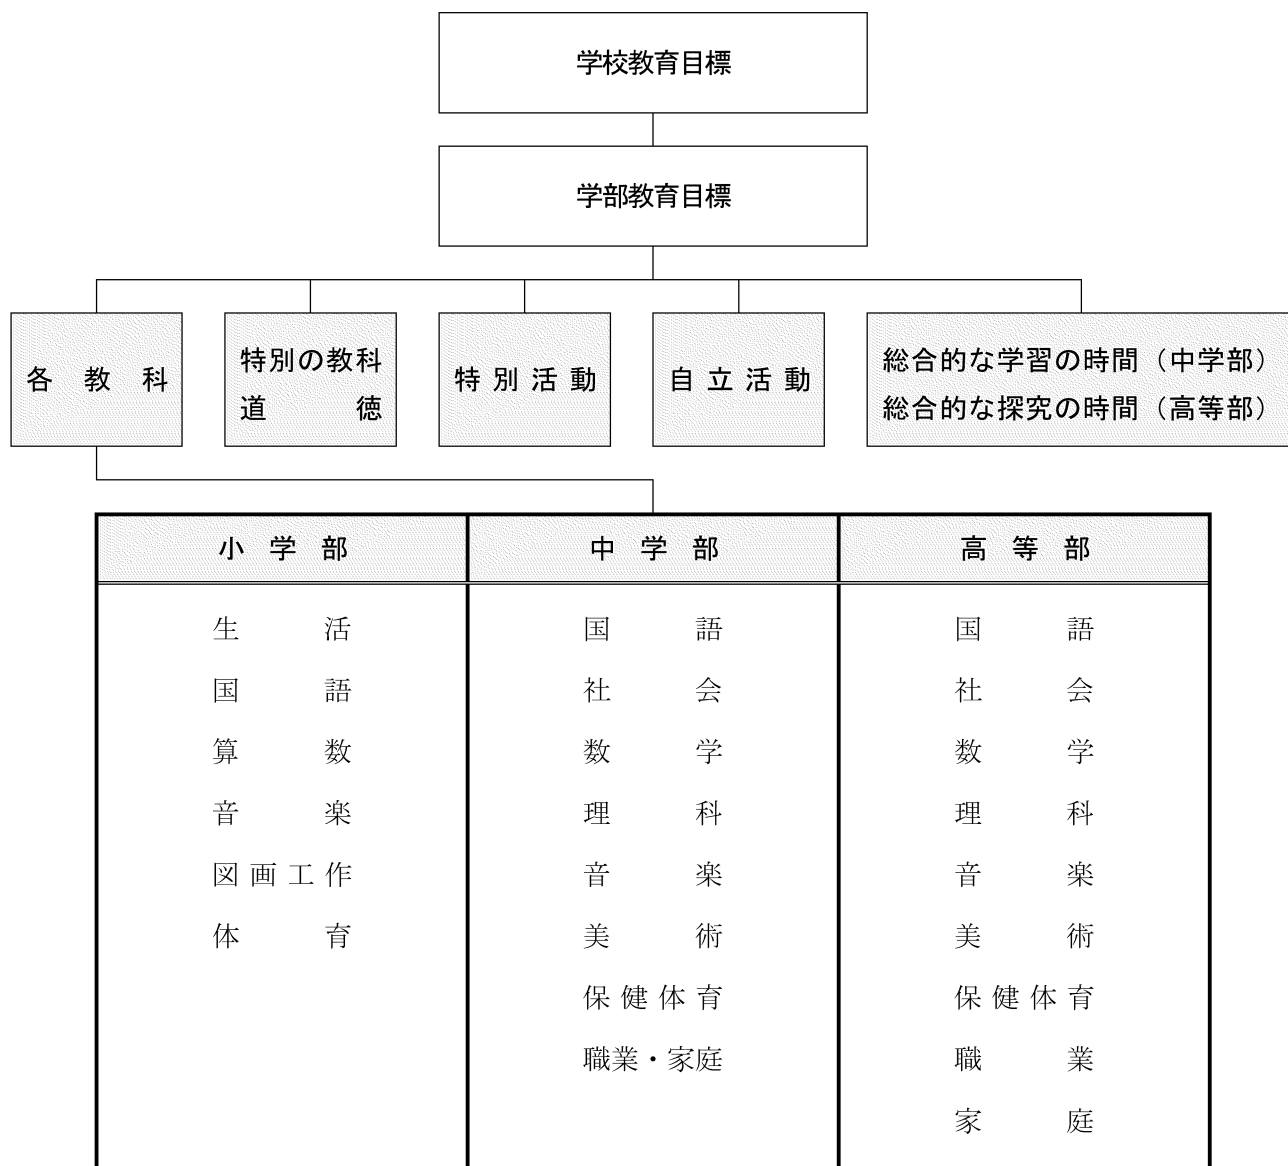 学校教育目標
学部教育目標
各教科
特別の教科
道徳
特別活動
自立活動
総合的な学習の時間（中学部）
総合的な探究の時間（高等部）
小学部
中学部
高等部
生活
国語
算数
音楽
図画工作
体育
国語
社会
数学
理科
音楽
美術
保健体育
職業・家庭
国語
社会
数学
理科
音楽
美術
保健体育
職業
家庭